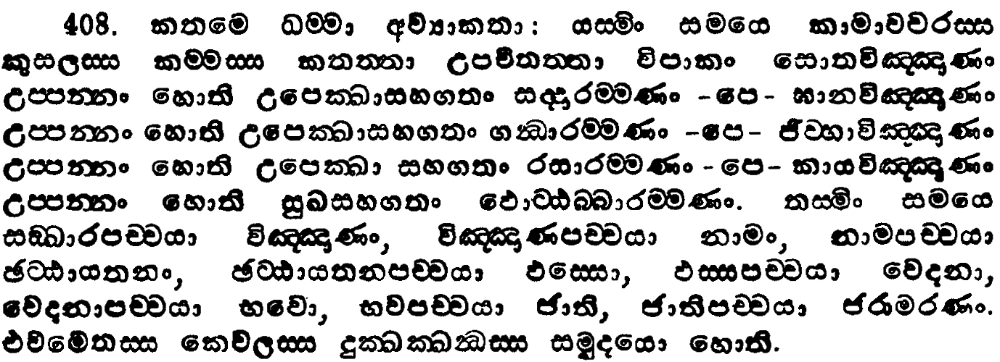 408. කතමෙ ධම්මා අව්‍යාකතා: යස්මිං සමයෙ කාමාවචරස්ස
කුසලස්ස කම්මස්ස කතත්තා උපචිතත්තා විපාකං සොතවිඤ්ඤාණං
උප්පන්නං හොති උපෙක්ඛාසහගතං සද්දාරම්මණං -පෙ- ඝානවිඤ්ඤාණං
උප්පන්නං හොති උපෙක්ඛාසහගතං ගන්ධාරම්මණං -පෙ- ජිව්හාවිඤ්ඤාණං
උප්පන්නං හොති උපෙක්ඛා සහගතං රසාරම්මණං -පෙ- කායවිඤ්ඤාණං
උප්පන්නං හොති සුඛසහගතං ඵොට්ඨබ්බාරම්මණං. තස්මිං සමයෙ
සඞ්ඛාරපච්චයා විඤ්ඤාණං, විඤ්ඤාණපච්චයා නාමං, නාමපච්චයා
ඡට්ඨායතනං, ඡට්ඨායතනපච්චයා ඵස්සො, ඵස්සපච්චයා වෙදනා,
වෙදනාපච්චයා භවො, භවපච්චයා ජාති, ජාතිපච්චයා ජරාමරණං.
එවමේතස්ස කෙවලස්ස දුක්ඛක්ඛන්ධස්ස සමුදයො හොති.